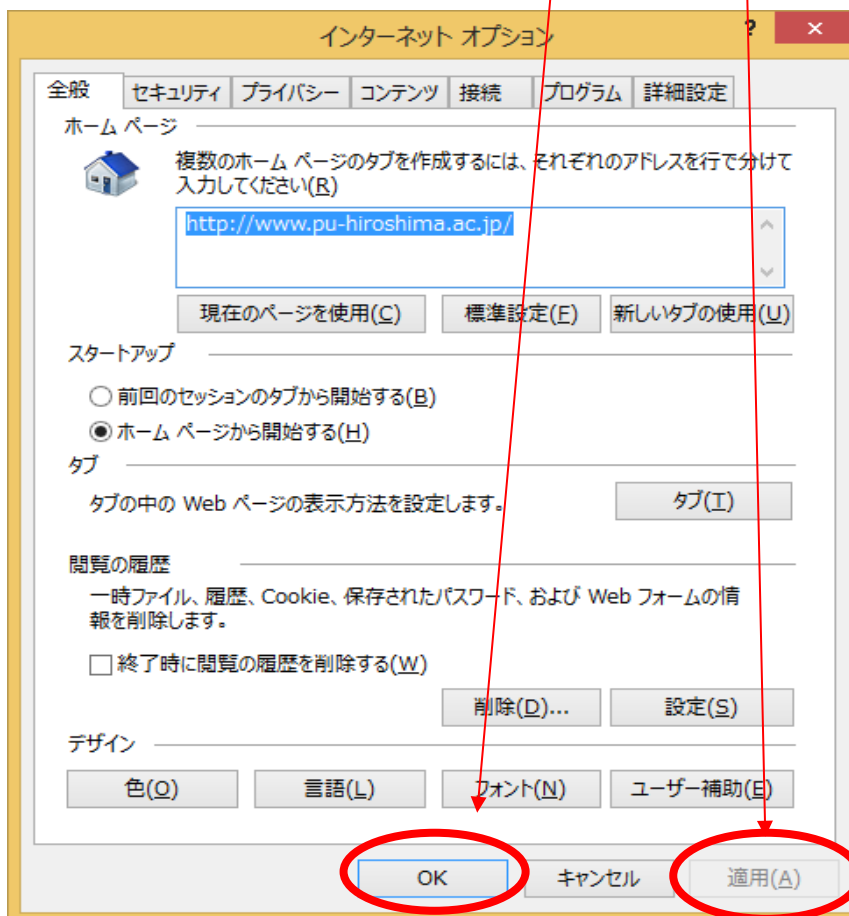 インターネット オプション
?
×
全般 セキュリティ プライバシー コンテンツ 接続 プログラム 詳細設定
ホーム ページ
複数のホーム ページのタブを作成するには、それぞれのアドレスを行で分けて
入力してください(R)
http://www.pu-hiroshima.ac.jp/
現在のページを使用(C) 標準設定(F) 新しいタブの使用(U)
スタートアップ
前回のセッションのタブから開始する(B)
ホーム ページから開始する(H)
タブ
タブの中の Web ページの表示方法を設定します。 タブ(T)
閲覧の履歴
一時ファイル、履歴、Cookie、保存されたパスワード、および Web フォームの情
報を削除します。
終了時に閲覧の履歴を削除する(W)
削除(D)... 設定(S)
デザイン
色(O) 言語(L) フォント(N) ユーザー補助(E)
OK キャンセル 適用(A)